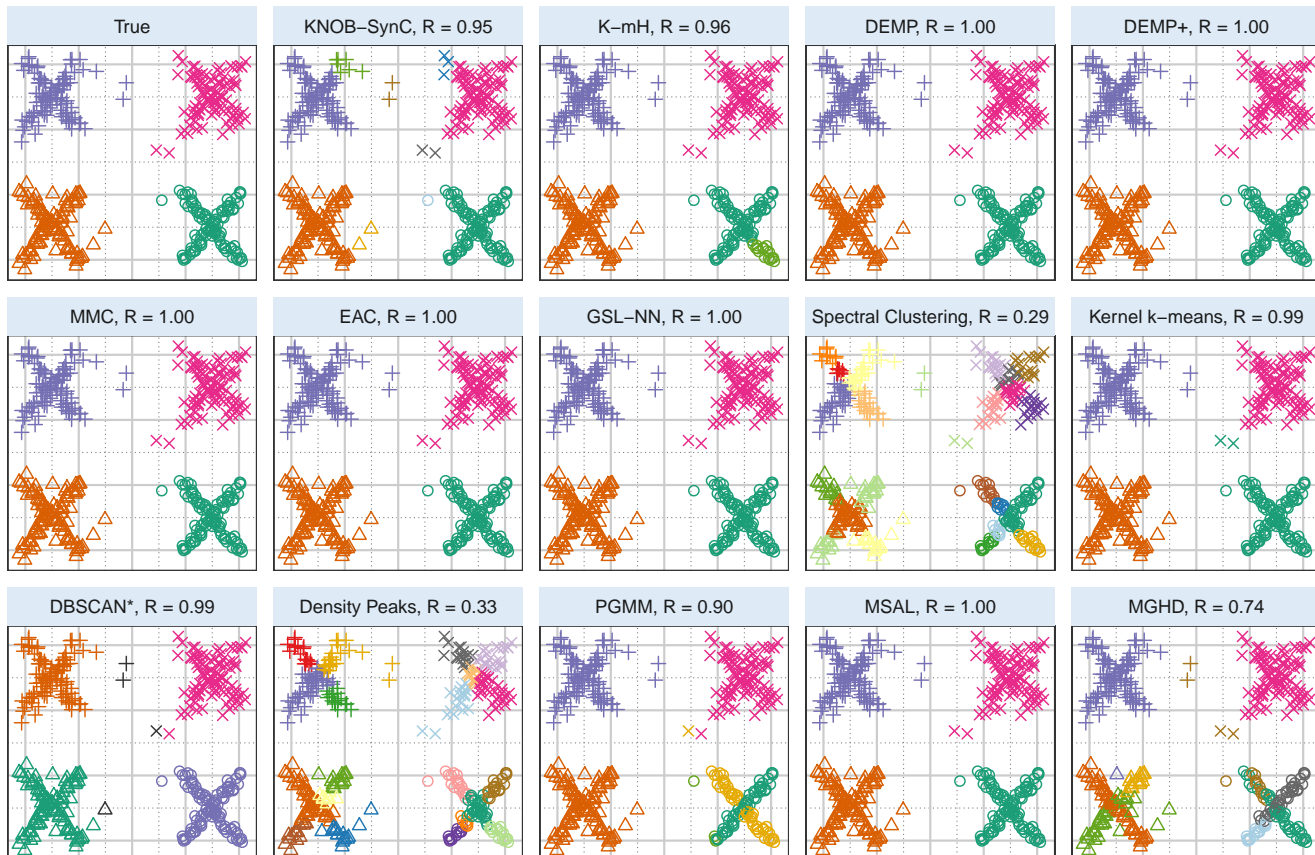 True
KNOB−SynC, R = 0.95
K−mH, R = 0.96
DEMP, R = 1.00
DEMP+, R = 1.00
MMC, R = 1.00
EAC, R = 1.00
GSL−NN, R = 1.00
Spectral Clustering, R = 0.29
Kernel k−means, R = 0.99
DBSCAN*, R = 0.99
Density Peaks, R = 0.33
PGMM, R = 0.90
MSAL, R = 1.00
MGHD, R = 0.74